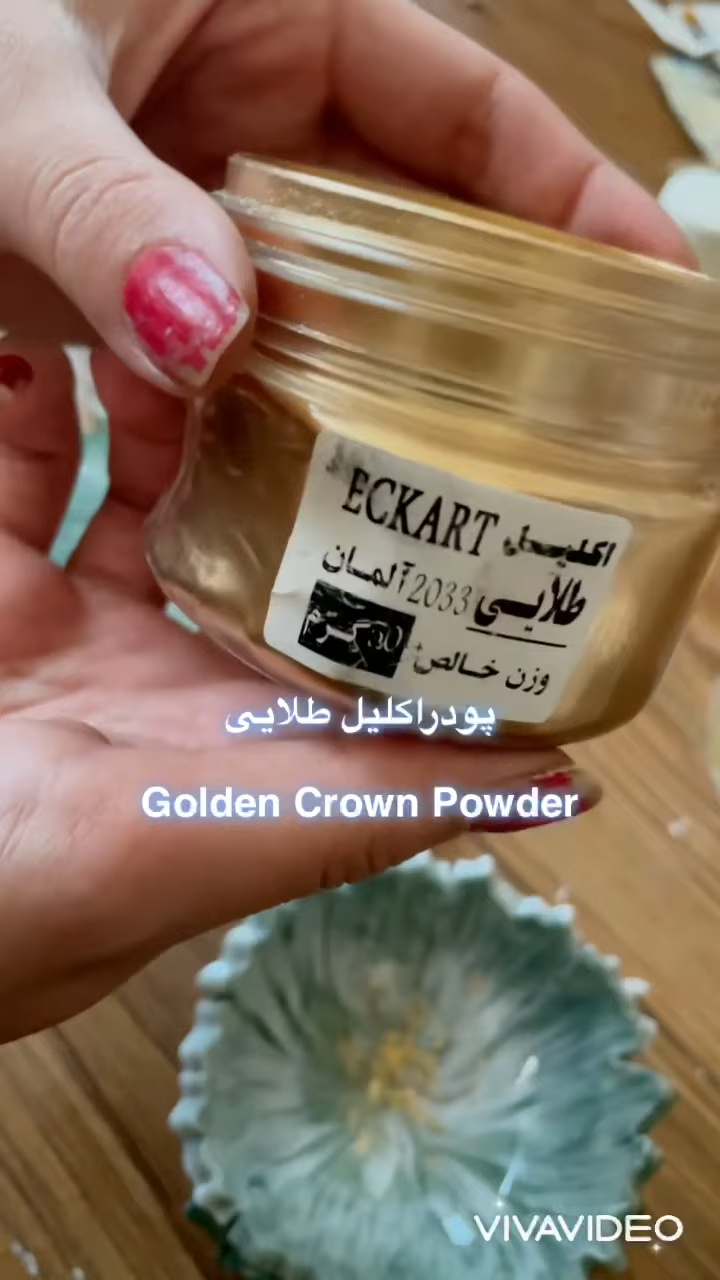 ECKART اکلیل
طلایی 2033 آلمان
وزن خالص: 30 گرم
پودراکلیل طلایی
Golden Crown Powder
VIVAVIDEO